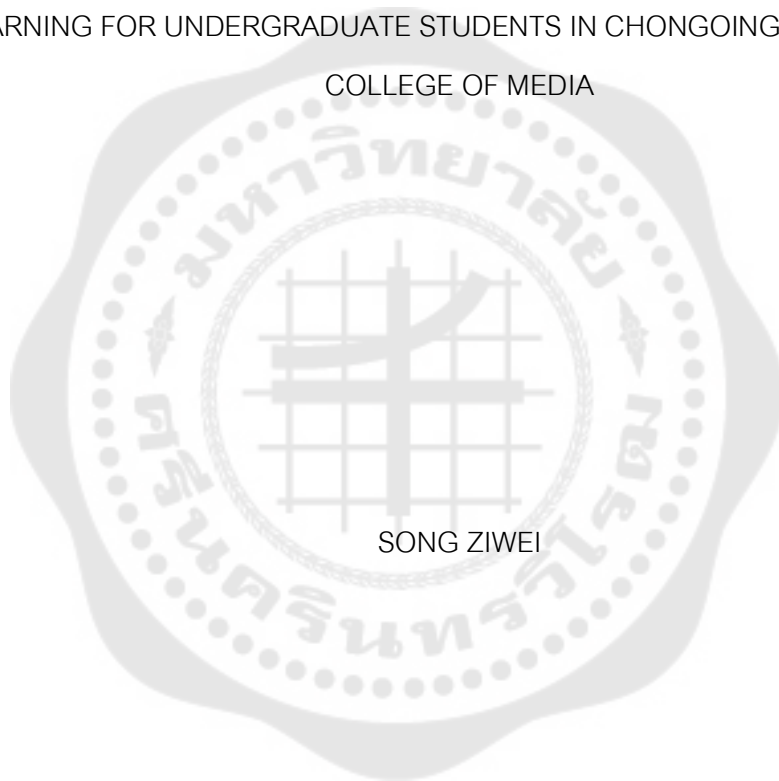 ARNING FOR UNDERGRADUATE STUDENTS IN CHONGOING
COLLEGE OF MEDIA
มหาวิทยาลัย
SONG ZIWEI
ศรีนครินทรวิโรฒ